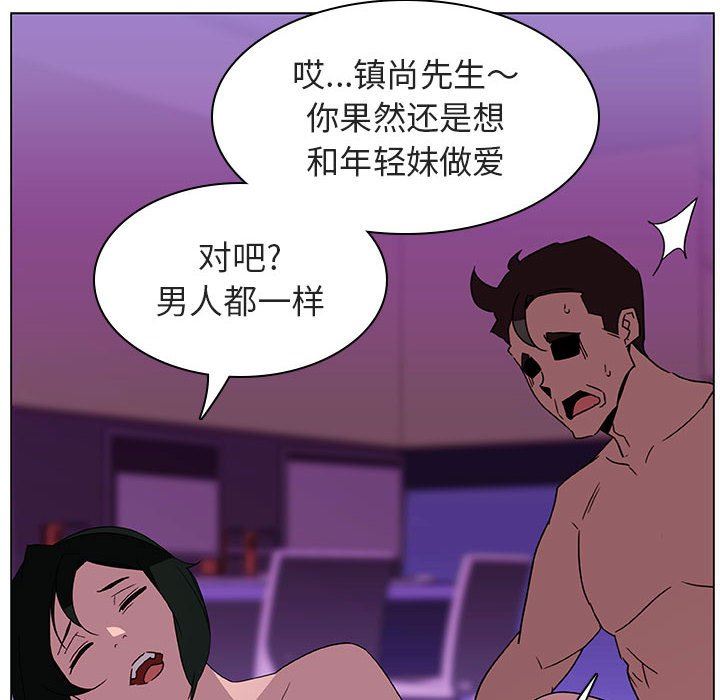 哎...镇尚先生～
你果然还是想
和年轻妹做爱
对吧?
男人都一样